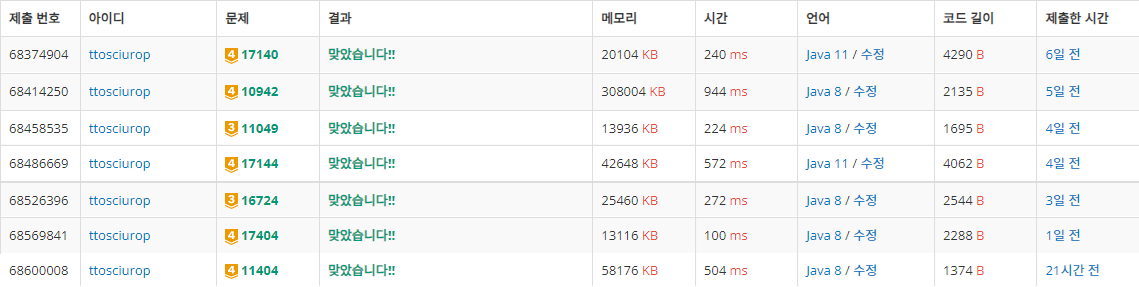 제출 번호 아이디 문제 결과 메모리 시간 언어 코드 길이 제출한 시간
68374904 ttosciurop 4 17140 맞았습니다!! 20104 KB 240 ms Java 11 / 수정 4290 B 6일 전
68414250 ttosciurop 4 10942 맞았습니다!! 308004 KB 944 ms Java 8 / 수정 2135 B 5일 전
68458535 ttosciurop 3 11049 맞았습니다!! 13936 KB 224 ms Java 8 / 수정 1695 B 4일 전
68486669 ttosciurop 4 17144 맞았습니다!! 42648 KB 572 ms Java 11 / 수정 4062 B 4일 전
68526396 ttosciurop 3 16724 맞았습니다!! 25460 KB 272 ms Java 8 / 수정 2544 B 3일 전
68569841 ttosciurop 4 17404 맞았습니다!! 13116 KB 100 ms Java 8 / 수정 2288 B 1일 전
68600008 ttosciurop 4 11404 맞았습니다!! 58176 KB 504 ms Java 8 / 수정 1374 B 21시간 전